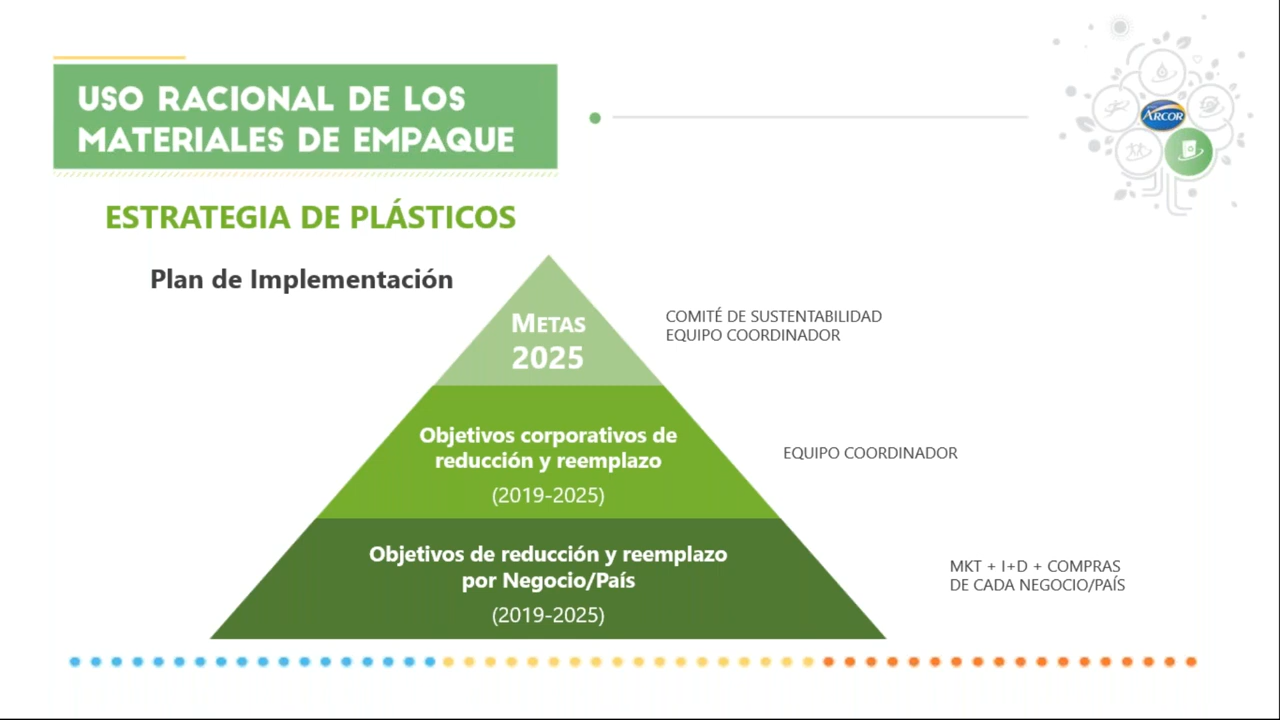 USO RACIONAL DE LOS
MATERIALES DE EMPAQUE
ARCOR
ESTRATEGIA DE PLÁSTICOS
Plan de Implementación
METAS
2025
COMITÉ DE SUSTENTABILIDAD
EQUIPO COORDINADOR
Objetivos corporativos de
reducción y reemplazo
(2019-2025)
EQUIPO COORDINADOR
Objetivos de reducción y reemplazo
por Negocio/País
(2019-2025)
MKT + I+D + COMPRAS
DE CADA NEGOCIO/PAÍS